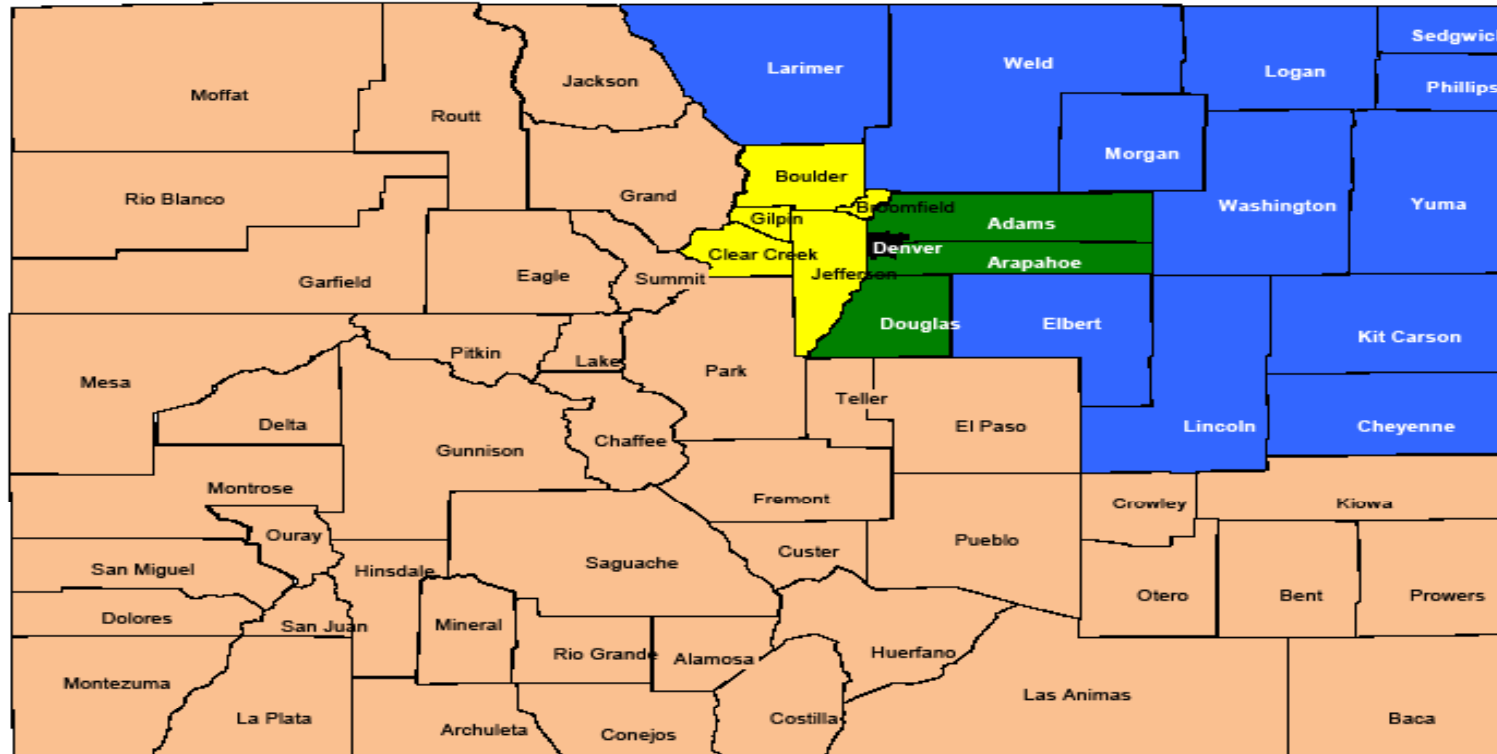 Sedgwick
Larimer
Weld
Logan
Jackson
Phillips
Moffat
Routt
Morgan
Boulder
Rio Blanco
Grand
Washington
Yuma
Broomfield
Gilpin
Adams
Denver
Clear Creek
Arapahoe
Eagle
Summit
Jefferson
Garfield
Douglas
Elbert
Kit Carson
Pitkin
Lake
Park
Mesa
Teller
Delta
El Paso
Lincoln
Cheyenne
Chaffee
Gunnison
Montrose
Fremont
Crowley
Kiowa
Ouray
Pueblo
Custer
San Miguel
Hinsdale
Saguache
Otero
Bent
Prowers
Dolores
San Juan
Mineral
Rio Grande
Alamosa
Huerfano
Montezuma
Las Animas
La Plata
Costilla
Baca
Archuleta
Conejos